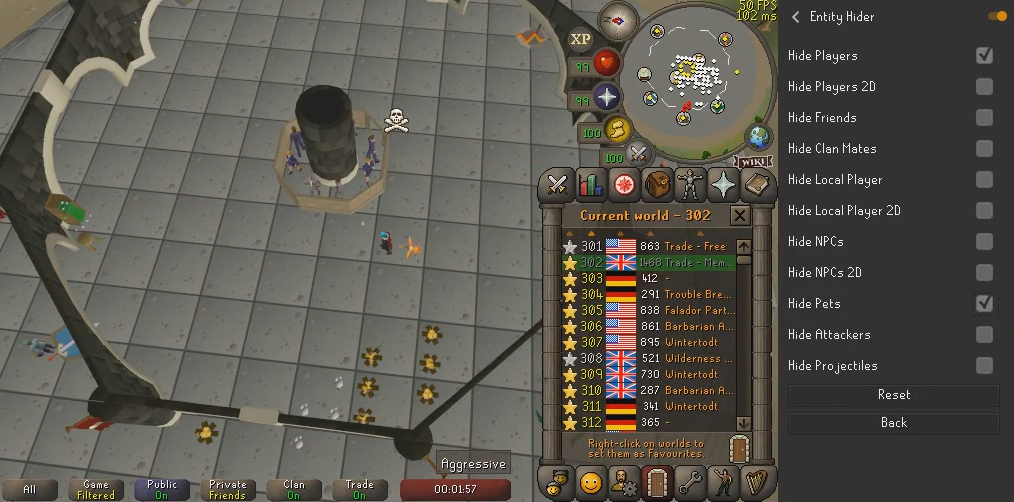 50 FPS
102 ms
XP
99
99
100
100
WIKI
Current world - 302
301 863 Trade - Free
302 1468 Trade - Mem...
303 412 -
304 291 Trouble Bre...
305 838 Falador Part...
306 861 Barbarian A...
307 895 Wintertodt
308 521 Wilderness ...
309 730 Wintertodt
310 287 Barbarian A...
311 341 Wintertodt
312 365 -
Right-click on worlds to
set them as Favourites.
Aggressive
All
Game
Filtered
Public
On
Private
Friends
Clan
On
Trade
On
00:01:57
Entity Hider
Hide Players
Hide Players 2D
Hide Friends
Hide Clan Mates
Hide Local Player
Hide Local Player 2D
Hide NPCs
Hide NPCs 2D
Hide Pets
Hide Attackers
Hide Projectiles
Reset
Back